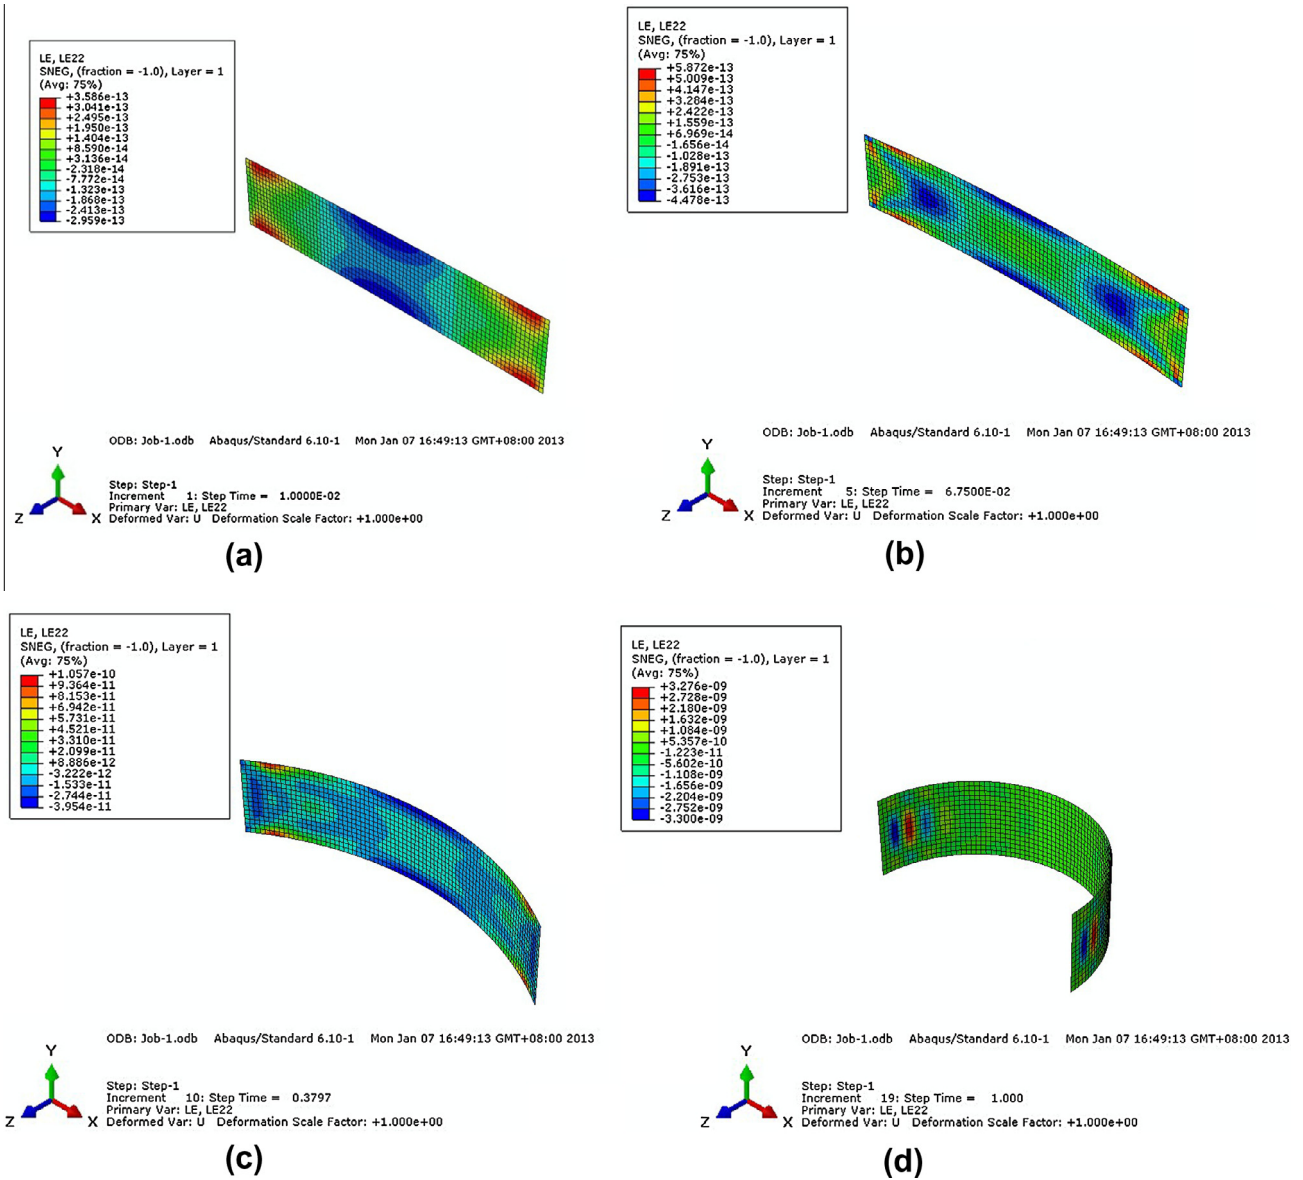 LE, LE22
SNEG, (fraction = -1.0), Layer = 1
(Avg: 75%)
+3.586e-13
+3.041e-13
+2.495e-13
+1.950e-13
+1.404e-13
+8.590e-14
+3.136e-14
-2.318e-14
-7.772e-14
-1.323e-13
-1.868e-13
-2.413e-13
-2.959e-13
ODB: Job-1.odb Abaqus/Standard 6.10-1 Mon Jan 07 16:49:13 GMT+08:00 2013
Y
Z
X
Step: Step-1
Increment 1: Step Time = 1.0000E-02
Primary Var: LE, LE22
Deformed Var: U Deformation Scale Factor: +1.000e+00
(a)
LE, LE22
SNEG, (fraction = -1.0), Layer = 1
(Avg: 75%)
+5.872e-13
+5.009e-13
+4.147e-13
+3.284e-13
+2.422e-13
+1.559e-13
+6.969e-14
-1.656e-14
-1.028e-13
-1.891e-13
-2.753e-13
-3.616e-13
-4.478e-13
ODB: Job-1.odb Abaqus/Standard 6.10-1 Mon Jan 07 16:49:13 GMT+08:00 2013
Y
Z
X
Step: Step-1
Increment 5: Step Time = 6.7500E-02
Primary Var: LE, LE22
Deformed Var: U Deformation Scale Factor: +1.000e+00
(b)
LE, LE22
SNEG, (fraction = -1.0), Layer = 1
(Avg: 75%)
+1.057e-10
+9.364e-11
+8.153e-11
+6.942e-11
+5.731e-11
+4.521e-11
+3.310e-11
+2.099e-11
+8.886e-12
-3.222e-12
-1.533e-11
-2.744e-11
-3.954e-11
ODB: Job-1.odb Abaqus/Standard 6.10-1 Mon Jan 07 16:49:13 GMT+08:00 2013
Y
Z
X
Step: Step-1
Increment 10: Step Time = 0.3797
Primary Var: LE, LE22
Deformed Var: U Deformation Scale Factor: +1.000e+00
(c)
LE, LE22
SNEG, (fraction = -1.0), Layer = 1
(Avg: 75%)
+3.276e-09
+2.728e-09
+2.180e-09
+1.632e-09
+1.084e-09
+5.357e-10
-1.223e-11
-5.602e-10
-1.108e-09
-1.656e-09
-2.204e-09
-2.752e-09
-3.300e-09
ODB: Job-1.odb Abaqus/Standard 6.10-1 Mon Jan 07 16:49:13 GMT+08:00 2013
Y
Z
X
Step: Step-1
Increment 19: Step Time = 1.000
Primary Var: LE, LE22
Deformed Var: U Deformation Scale Factor: +1.000e+00
(d)